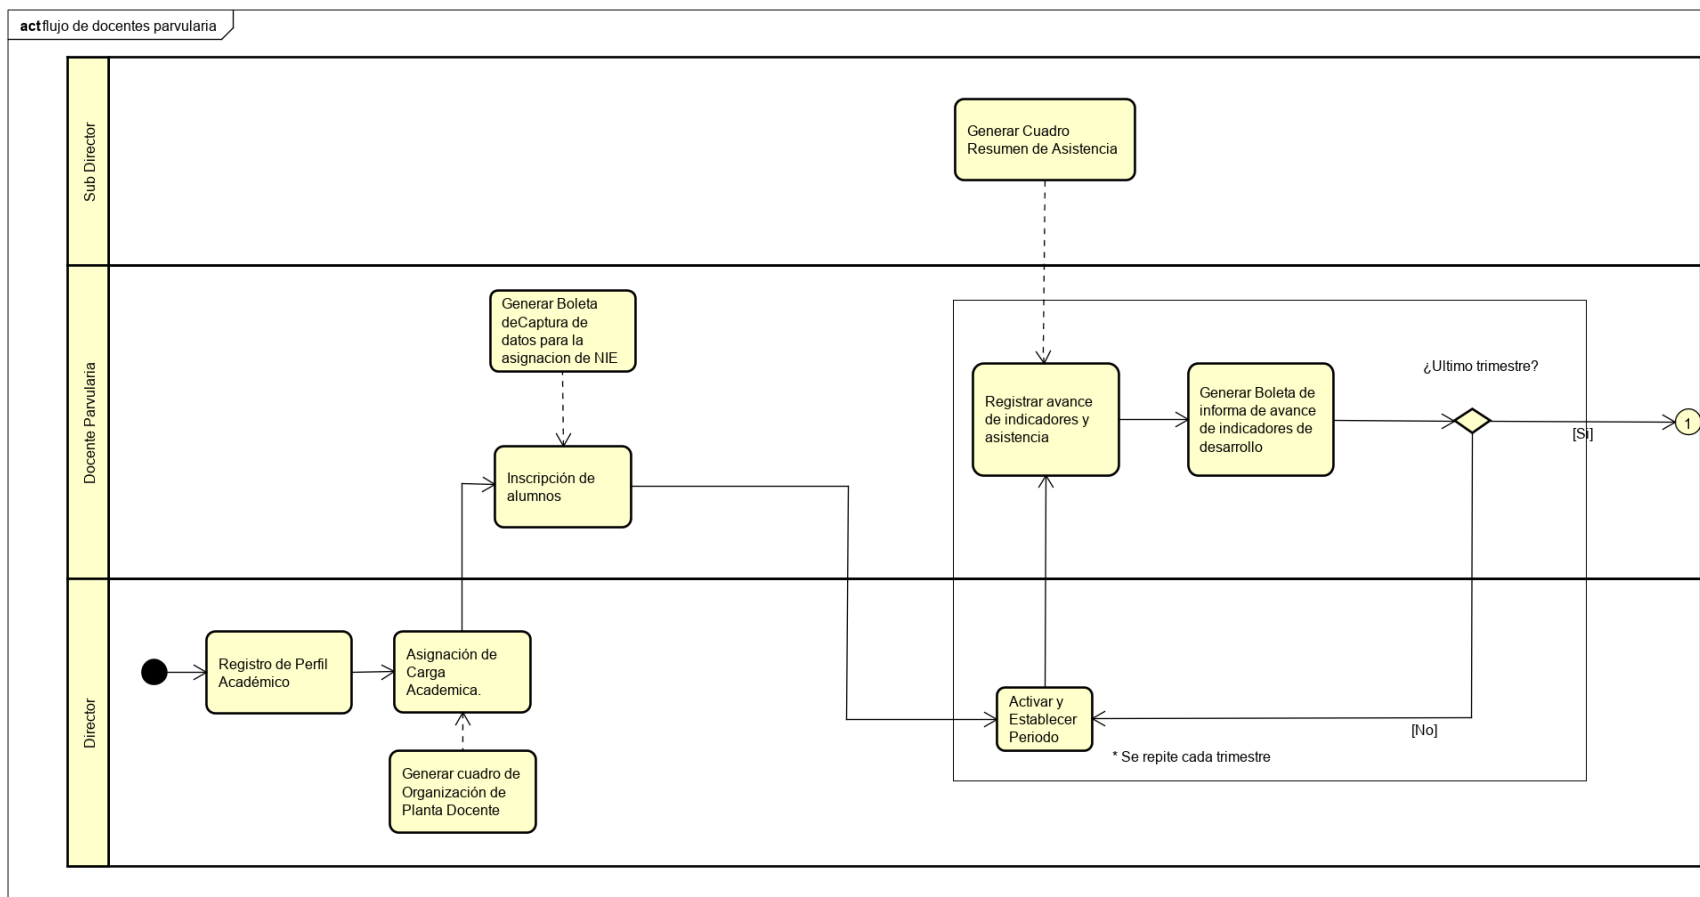 act flujo de docentes parvularia
Sub Director
Generar Cuadro
Resumen de Asistencia
Docente Parvularia
Generar Boleta
deCaptura de
datos para la
asignacion de NIE
Inscripción de
alumnos
Registrar avance
de indicadores y
asistencia
Generar Boleta de
informa de avance
de indicadores de
desarrollo
¿Ultimo trimestre?
[Si]
1
Director
Registro de Perfil
Académico
Asignación de
Carga
Academica.
Generar cuadro de
Organización de
Planta Docente
Activar y
Establecer
Periodo
[No]
* Se repite cada trimestre